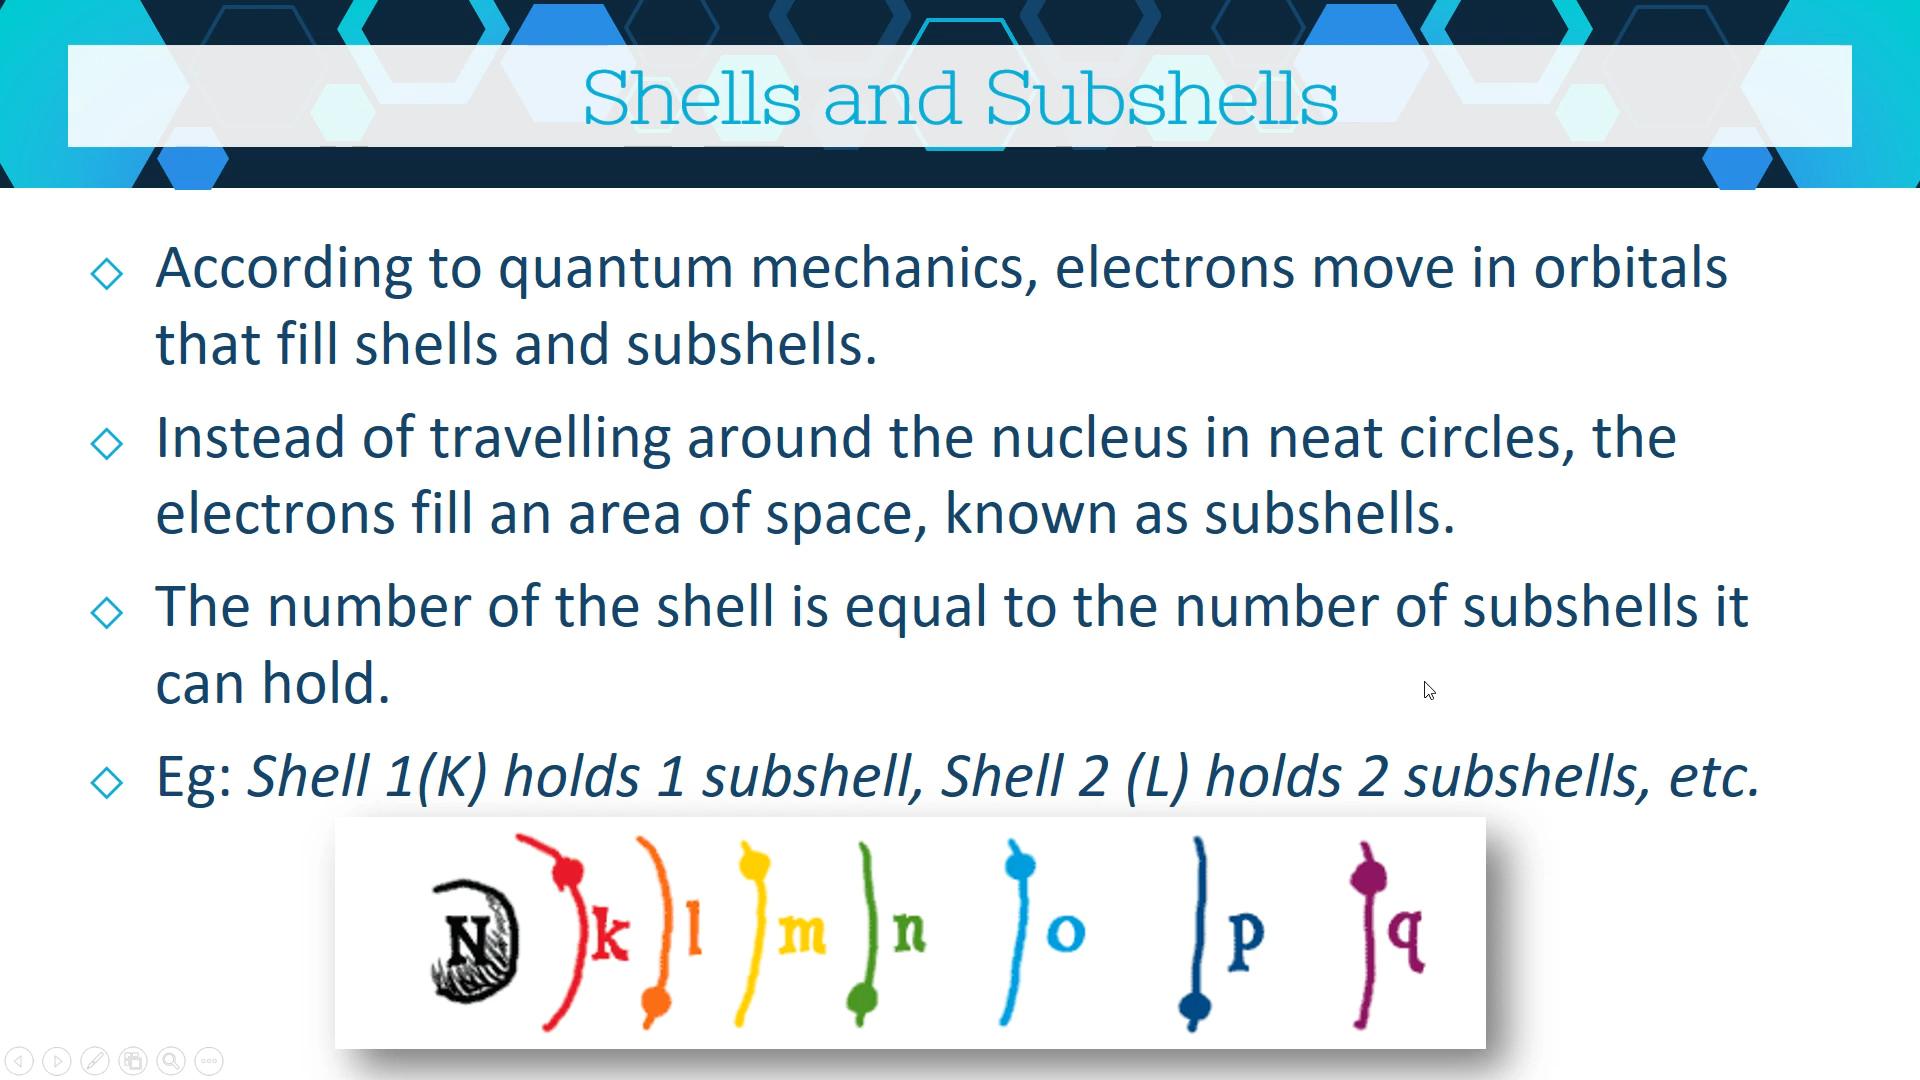 Shells and Subshells
According to quantum mechanics, electrons move in orbitals
that fill shells and subshells.
Instead of travelling around the nucleus in neat circles, the
electrons fill an area of space, known as subshells.
The number of the shell is equal to the number of subshells it
can hold.
Eg: Shell 1(K) holds 1 subshell, Shell 2 (L) holds 2 subshells, etc.
N k l m n o p q